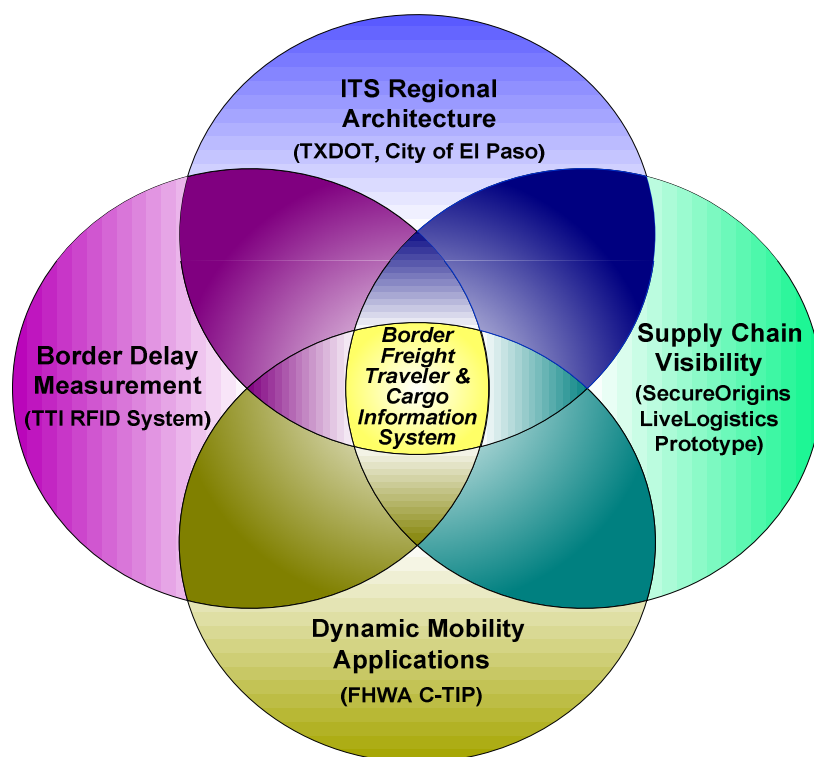 ITS Regional
Architecture
(TXDOT, City of El Paso)
Border Delay
Measurement
(TTI RFID System)
Border
Freight
Traveler &
Cargo
Information
System
Supply Chain
Visibility
(SecureOrigins
LiveLogistics
Prototype)
Dynamic Mobility
Applications
(FHWA C-TIP)